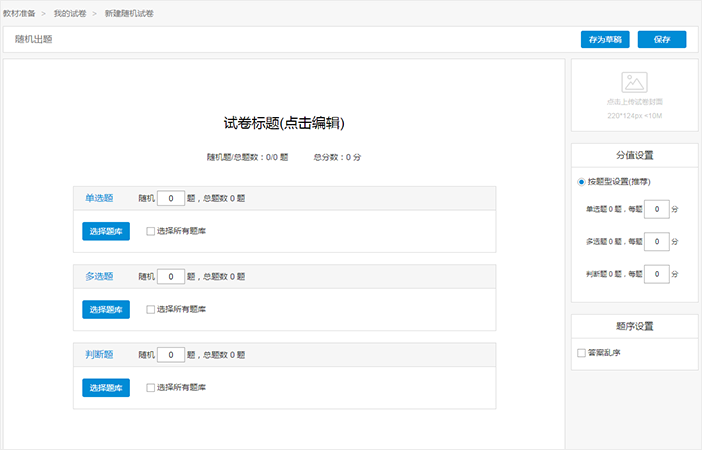 教材准备 > 我的试卷 > 新建随机试卷
随机出题 存为草稿 保存
试卷标题(点击编辑)
随机题/总题数：0/0 题 总分数：0 分
单选题 随机 0 题，总题数 0 题
选择题库 选择所有题库
多选题 随机 0 题，总题数 0 题
选择题库 选择所有题库
判断题 随机 0 题，总题数 0 题
选择题库 选择所有题库
点击上传试卷封面
220*124px <10M
分值设置
按题型设置(推荐)
单选题 0 题，每题 0 分
多选题 0 题，每题 0 分
判断题 0 题，每题 0 分
题序设置
答案乱序